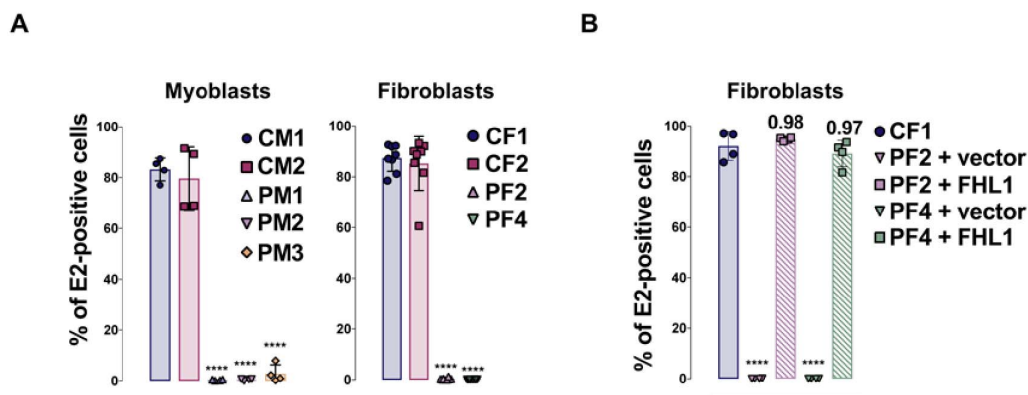 A
B
Myoblasts
Fibroblasts
Fibroblasts
% of E2-positive cells
100
80
60
40
20
0
CM1
CM2
PM1
PM2
PM3
****
****
****
100
80
60
40
20
0
CF1
CF2
PF2
PF4
****
****
% of E2-positive cells
100
80
60
40
20
0
0.98
0.97
****
****
CF1
PF2 + vector
PF2 + FHL1
PF4 + vector
PF4 + FHL1